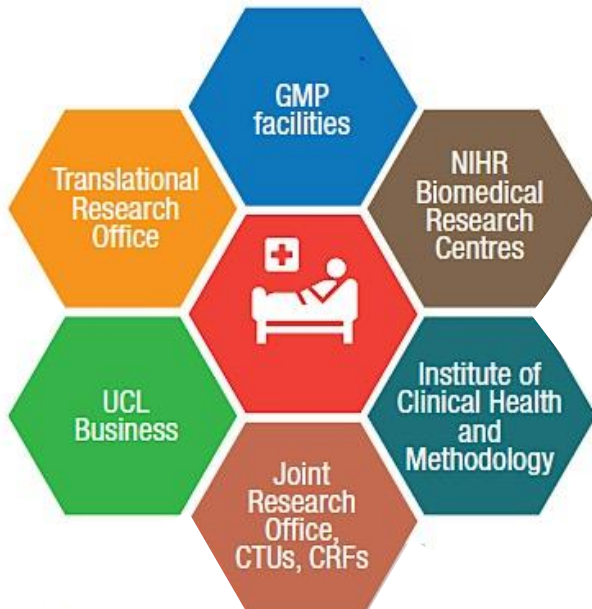 GMP
facilities
Translational
Research
Office
NIHR
Biomedical
Research
Centres
UCL
Business
Institute of
Clinical Health
and
Methodology
Joint
Research
Office,
CTUs, CRFs